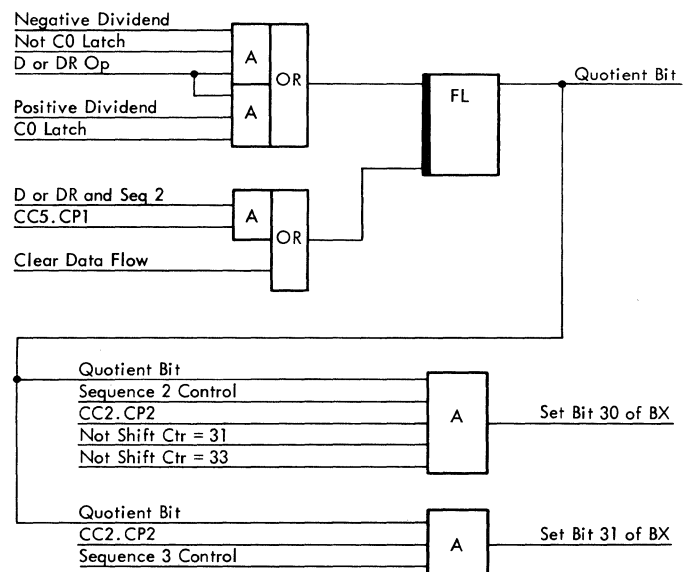 Negative Dividend
Not C0 Latch
D or DR Op
A
OR
Positive Dividend
A
C0 Latch
FL
Quotient Bit
D or DR and Seq 2
CC5.CP1
A
OR
Clear Data Flow
Quotient Bit
Sequence 2 Control
CC2.CP2
Not Shift Ctr = 31
Not Shift Ctr = 33
A
Set Bit 30 of BX
Quotient Bit
CC2.CP2
Sequence 3 Control
A
Set Bit 31 of BX